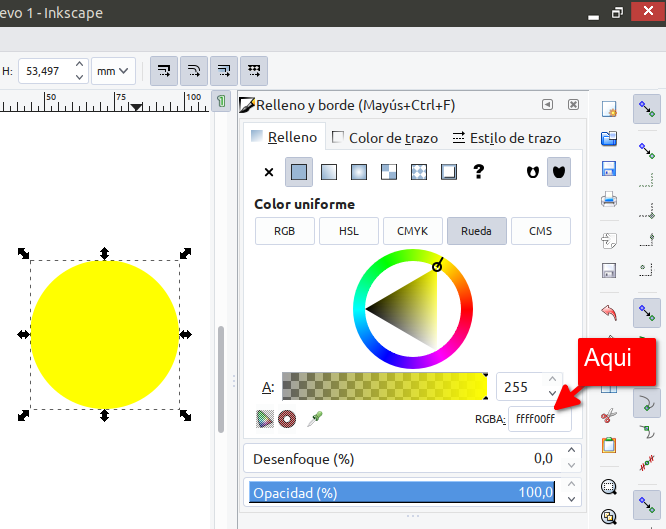 evo 1 - Inkscape
H: 53,497 mm
50 75 100
Relleno y borde (Mayús+Ctrl+F)
Relleno Color de trazo Estilo de trazo
?
Color uniforme
RGB HSL CMYK Rueda CMS
Aqui
A: 255
RGBA: ffff00ff
Desenfoque (%) 0,0
Opacidad (%) 100,0